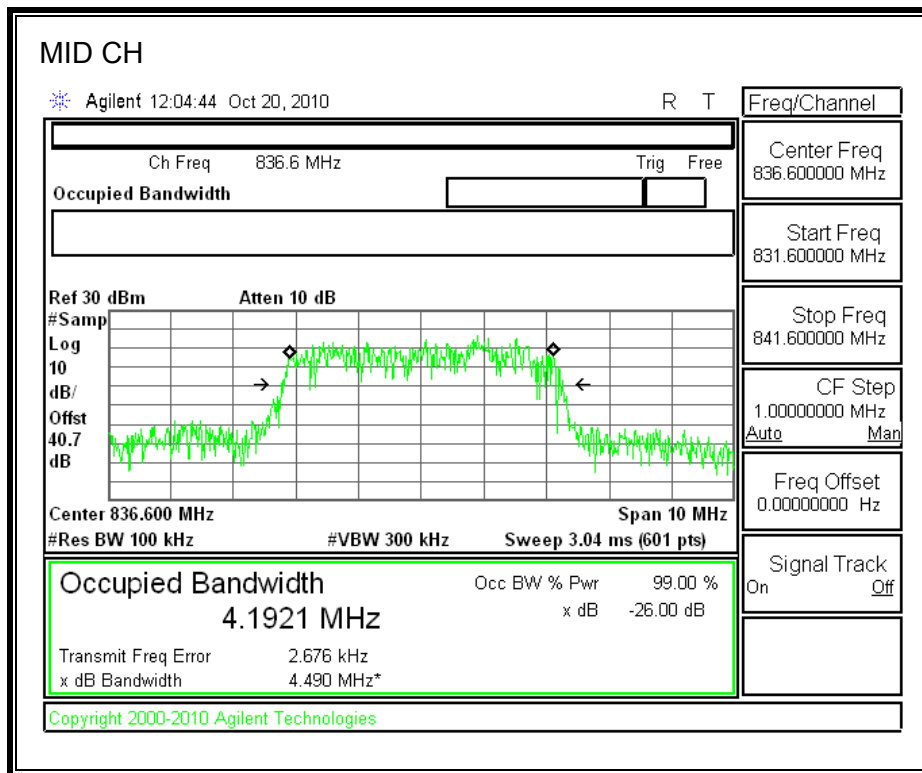 MID CH
Agilent 12:04:44 Oct 20, 2010 R T
Freq/Channel
Ch Freq 836.6 MHz Trig Free
Occupied Bandwidth
Center Freq
836.600000 MHz
Start Freq
831.600000 MHz
Stop Freq
841.600000 MHz
CF Step
1.00000000 MHz
Auto Man
Freq Offset
0.00000000 Hz
Signal Track
On Off
Ref 30 dBm Atten 10 dB
#Samp
Log
10
dB/
Offst
40.7
dB
Center 836.600 MHz Span 10 MHz
#Res BW 100 kHz #VBW 300 kHz Sweep 3.04 ms (601 pts)
Occupied Bandwidth Occ BW % Pwr 99.00 %
4.1921 MHz x dB -26.00 dB
Transmit Freq Error 2.676 kHz
x dB Bandwidth 4.490 MHz*
Copyright 2000-2010 Agilent Technologies